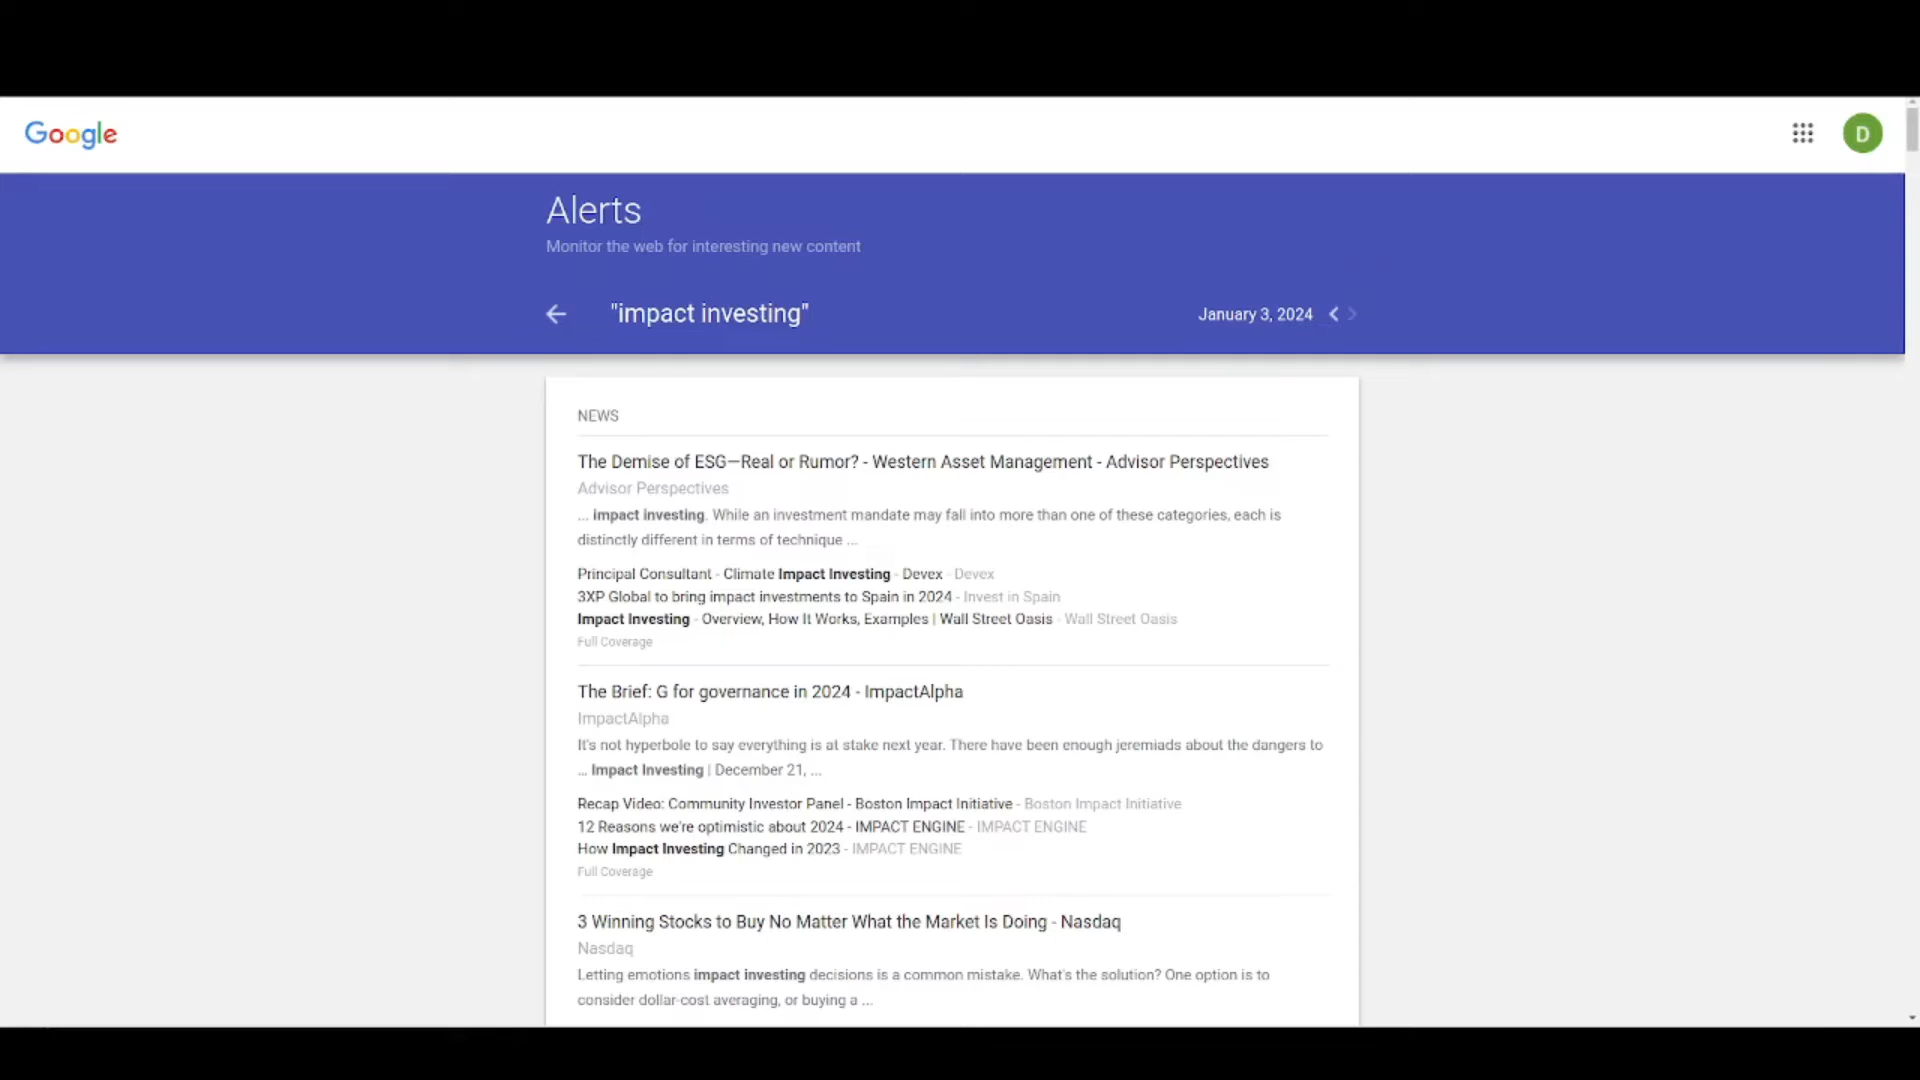 Google
D
Alerts
Monitor the web for interesting new content
"impact investing"
January 3, 2024
NEWS
The Demise of ESG—Real or Rumor? - Western Asset Management - Advisor Perspectives
Advisor Perspectives
... impact investing. While an investment mandate may fall into more than one of these categories, each is
distinctly different in terms of technique ...
Principal Consultant - Climate Impact Investing - Devex - Devex
3XP Global to bring impact investments to Spain in 2024 - Invest in Spain
Impact Investing - Overview, How It Works, Examples | Wall Street Oasis - Wall Street Oasis
Full Coverage
The Brief: G for governance in 2024 - ImpactAlpha
ImpactAlpha
It's not hyperbole to say everything is at stake next year. There have been enough jeremiads about the dangers to
... Impact Investing | December 21, ...
Recap Video: Community Investor Panel - Boston Impact Initiative - Boston Impact Initiative
12 Reasons we're optimistic about 2024 - IMPACT ENGINE - IMPACT ENGINE
How Impact Investing Changed in 2023 - IMPACT ENGINE
Full Coverage
3 Winning Stocks to Buy No Matter What the Market Is Doing - Nasdaq
Nasdaq
Letting emotions impact investing decisions is a common mistake. What's the solution? One option is to
consider dollar-cost averaging, or buying a ...